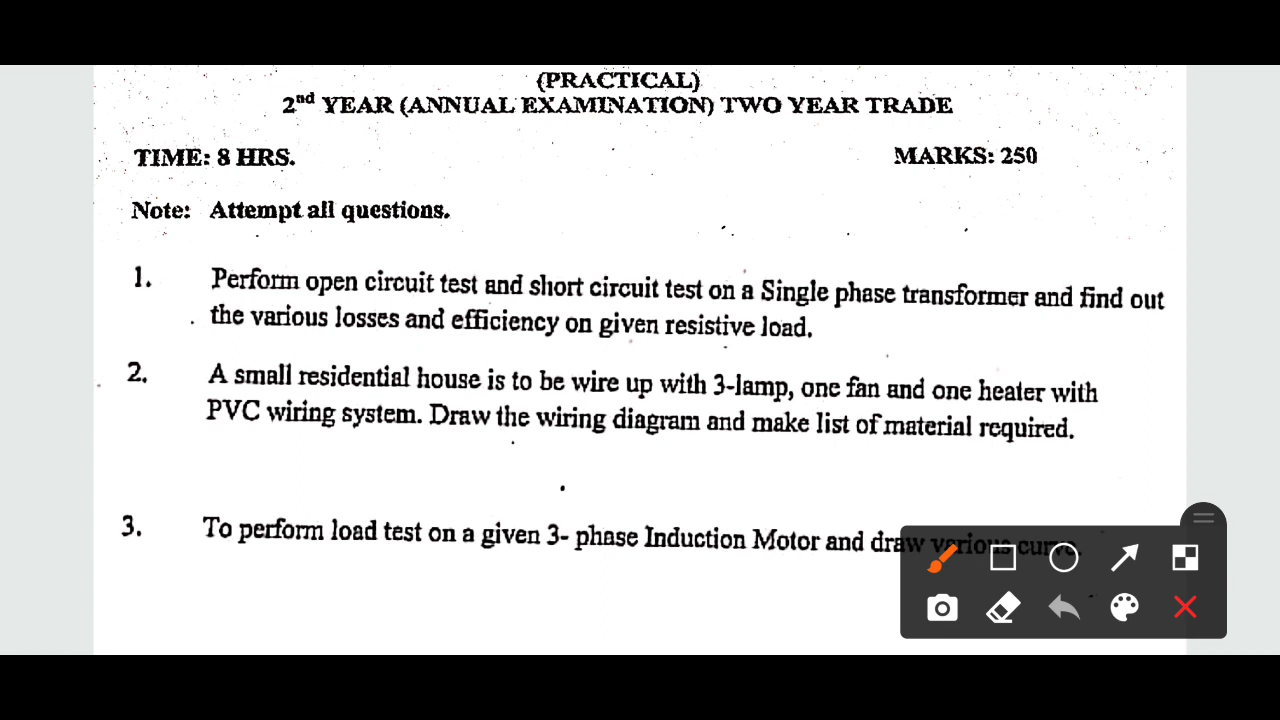 (PRACTICAL)
2nd YEAR (ANNUAL EXAMINATION) TWO YEAR TRADE
TIME: 8 HRS.
MARKS: 250
Note: Attempt all questions.
1. Perform open circuit test and short circuit test on a Single phase transformer and find out
the various losses and efficiency on given resistive load.
2. A small residential house is to be wire up with 3-lamp, one fan and one heater with
PVC wiring system. Draw the wiring diagram and make list of material required.
3. To perform load test on a given 3- phase Induction Motor and draw various curve.